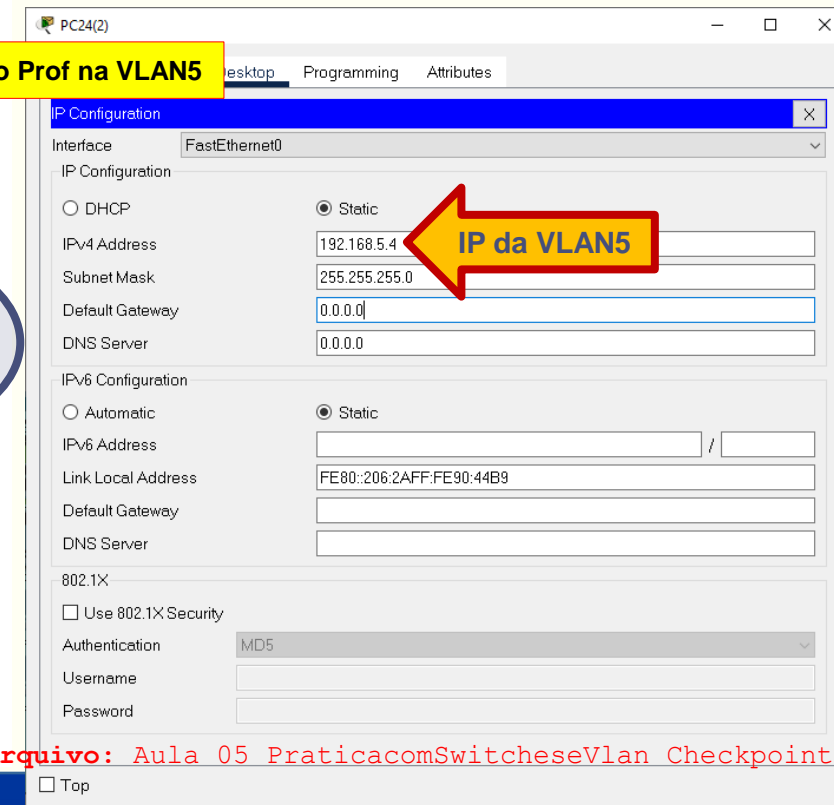 PC24(2)
o Prof na VLAN5
Desktop Programming Attributes
IP Configuration X
Interface FastEthernet0
IP Configuration
DHCP Static
IPv4 Address 192.168.5.4
IP da VLAN5
Subnet Mask 255.255.255.0
Default Gateway 0.0.0.0
DNS Server 0.0.0.0
IPv6 Configuration
Automatic Static
IPv6 Address /
Link Local Address FE80::206:2AFF:FE90:44B9
Default Gateway
DNS Server
802.1X
Use 802.1X Security
Authentication MD5
Username
Password
rquivo: Aula 05 PraticacomSwitcheseVlan Checkpoint
Top